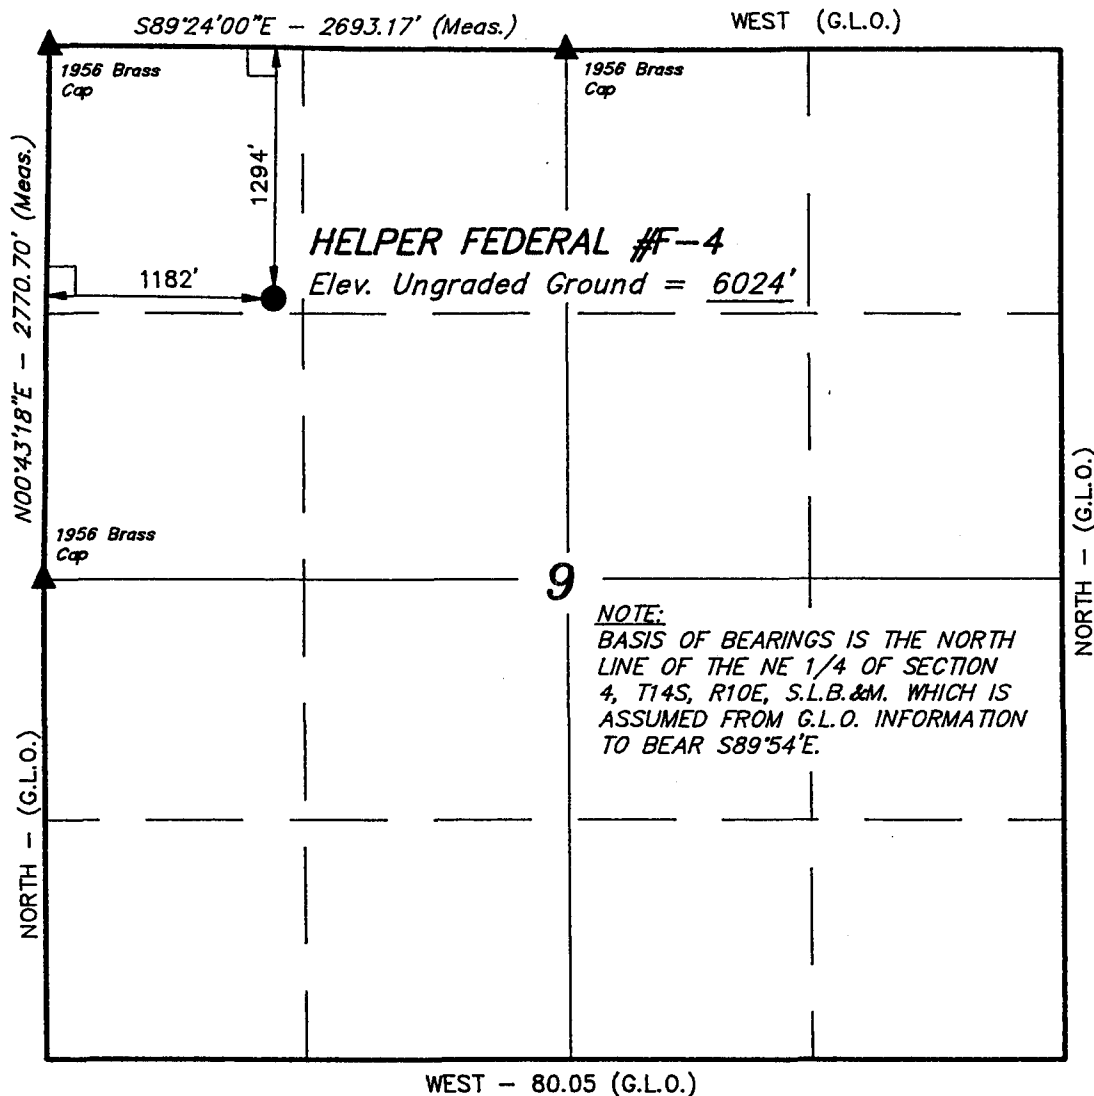 S89°24'00"E - 2693.17' (Meas.)
WEST (G.L.O.)
1956 Brass
Cap
1956 Brass
Cap
1294'
N00°43'18"E - 2770.70' (Meas.)
HELPER FEDERAL #F-4
1182'
Elev. Ungraded Ground = 6024'
1956 Brass
Cap
9
NORTH - (G.L.O.)
NOTE:
BASIS OF BEARINGS IS THE NORTH
LINE OF THE NE 1/4 OF SECTION
4, T14S, R10E, S.L.B.&M. WHICH IS
ASSUMED FROM G.L.O. INFORMATION
TO BEAR S89°54'E.
NORTH - (G.L.O.)
WEST - 80.05 (G.L.O.)